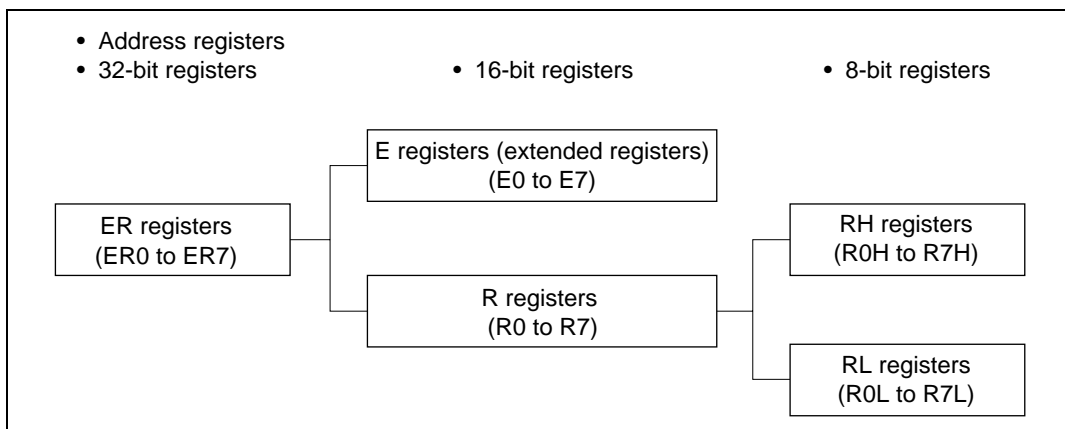 • Address registers
• 32-bit registers
• 16-bit registers
• 8-bit registers
E registers (extended registers)
(E0 to E7)
ER registers
(ER0 to ER7)
RH registers
(R0H to R7H)
R registers
(R0 to R7)
RL registers
(R0L to R7L)